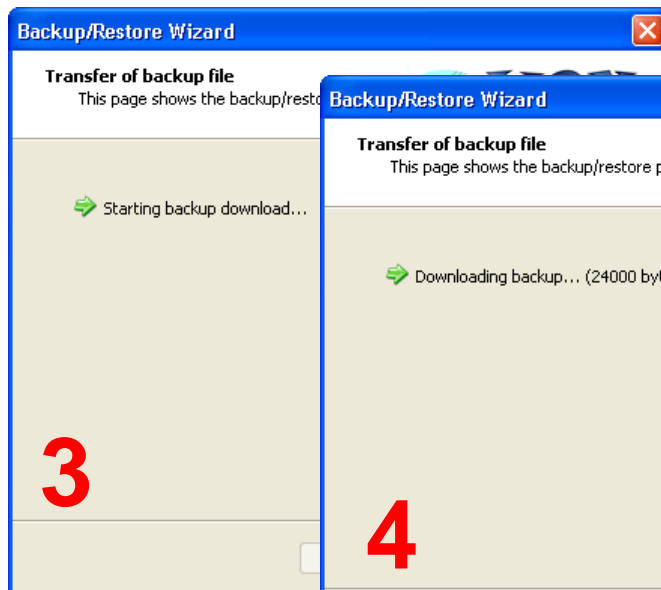 Backup/Restore Wizard
Transfer of backup file
This page shows the backup/resto
Starting backup download...
3
Backup/Restore Wizard
Transfer of backup file
This page shows the backup/restore p
Downloading backup... (24000 byt
4